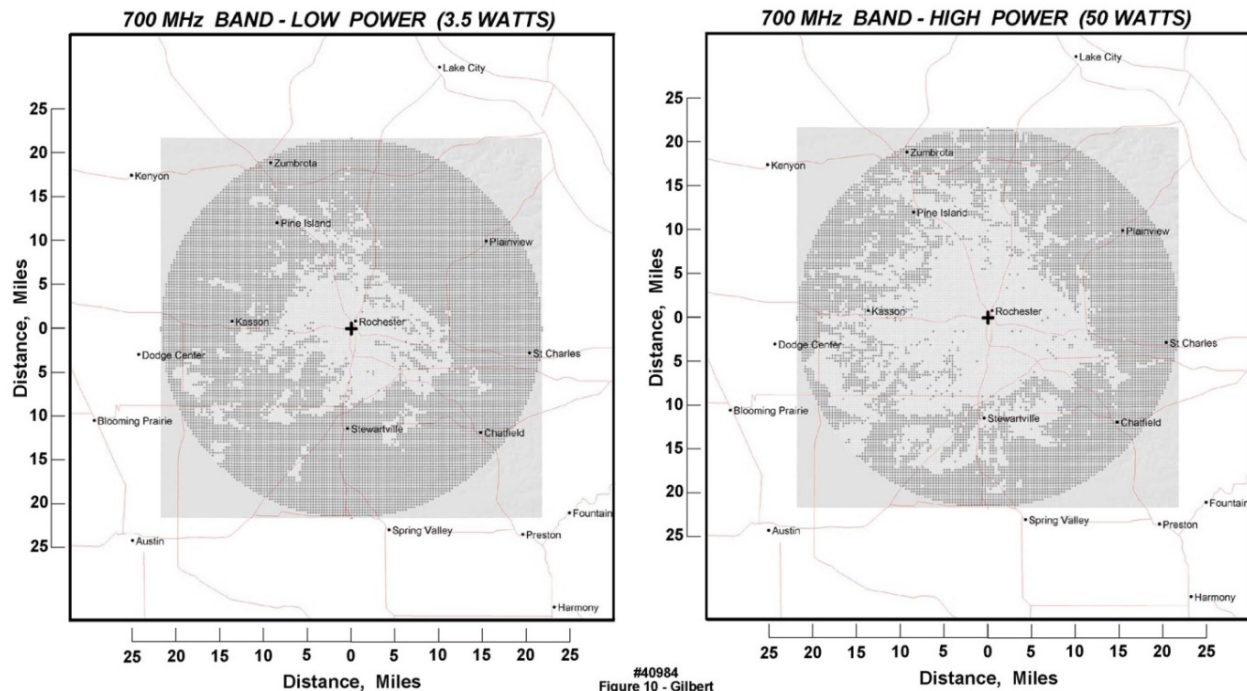 700 MHz BAND - LOW POWER (3.5 WATTS)
Lake City
25
20
15
10
5
0
5
10
15
20
25
Distance, Miles
Zumbrota
Kenyon
Pine Island
Plainview
Kasson
Rochester
Dodge Center
St Charles
Blooming Prairie
Stewartville
Chatfield
Fountain
Spring Valley
Preston
Austin
Harmony
25 20 15 10 5 0 5 10 15 20 25
Distance, Miles
700 MHz BAND - HIGH POWER (50 WATTS)
Lake City
25
20
15
10
5
0
5
10
15
20
25
Distance, Miles
Zumbrota
Kenyon
Pine Island
Plainview
Kasson
Rochester
Dodge Center
St Charles
Blooming Prairie
Stewartville
Chatfield
Fountain
Spring Valley
Preston
Austin
Harmony
25 20 15 10 5 0 5 10 15 20 25
Distance, Miles
#40984
Figure 10 - Gilbert